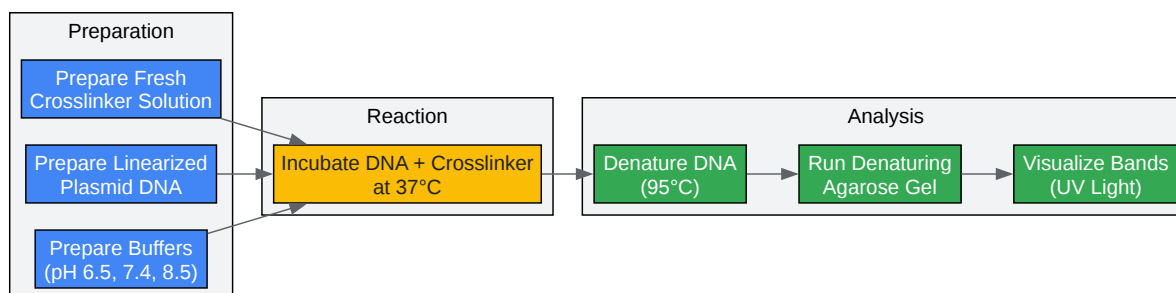 Preparation
Prepare Fresh
Crosslinker Solution
Prepare Linearized
Plasmid DNA
Prepare Buffers
(pH 6.5, 7.4, 8.5)
Reaction
Incubate DNA + Crosslinker
at 37°C
Analysis
Denature DNA
(95°C)
Run Denaturing
Agarose Gel
Visualize Bands
(UV Light)